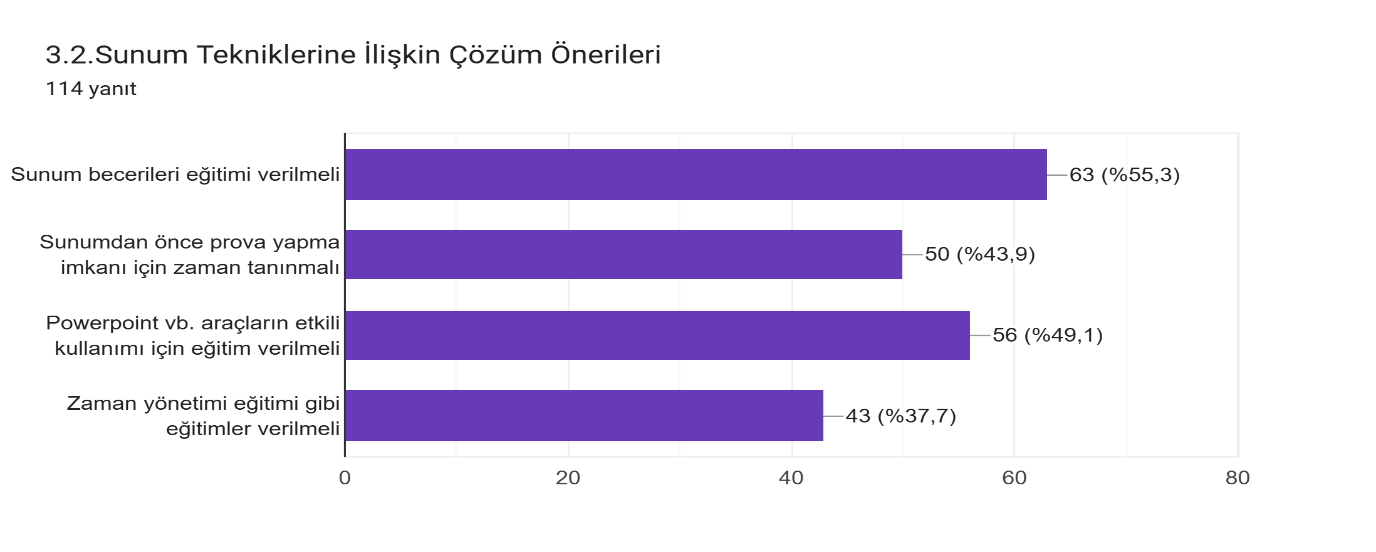 3.2.Sunum Tekniklerine İlişkin Çözüm Önerileri
114 yanıt
Sunum becerileri eğitimi verilmeli
63 (%55,3)
Sunumdan önce prova yapma
imkanı için zaman tanınmalı
50 (%43,9)
Powerpoint vb. araçların etkili
kullanımı için eğitim verilmeli
56 (%49,1)
Zaman yönetimi eğitimi gibi
eğitimler verilmeli
43 (%37,7)
0 20 40 60 80